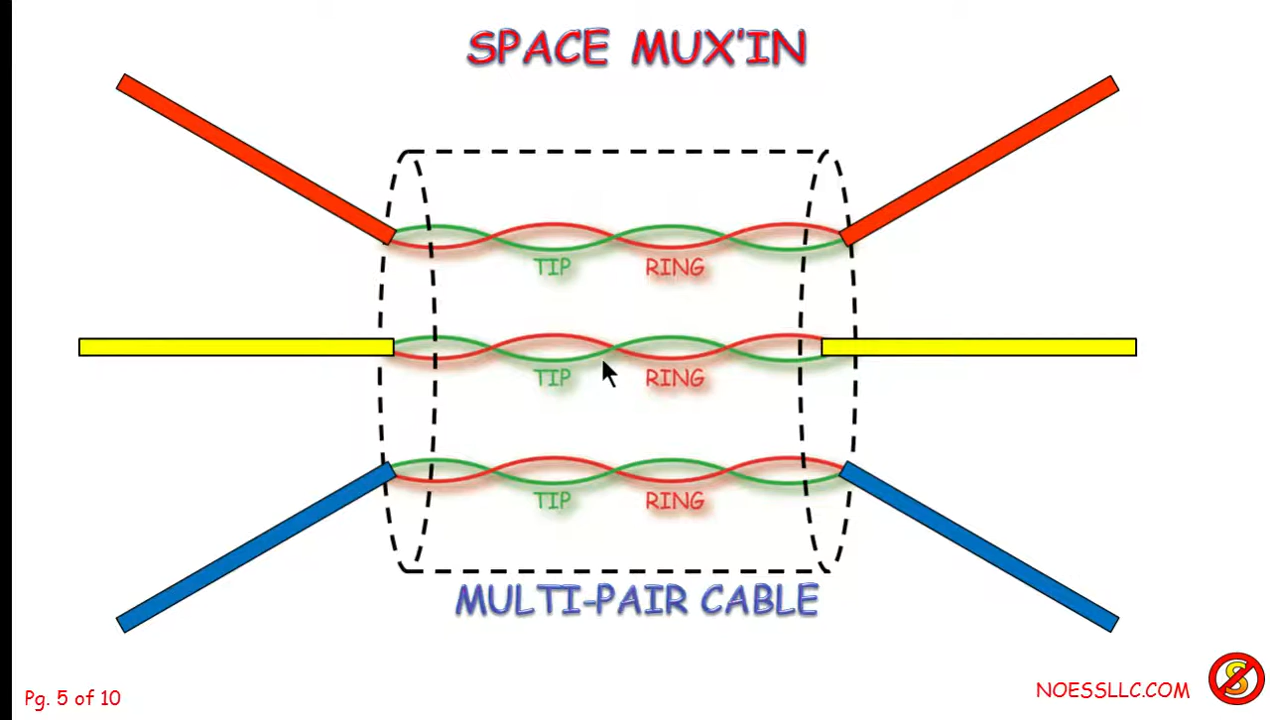 SPACE MUX'IN
TIP RING
TIP RING
TIP RING
MULTI-PAIR CABLE
Pg. 5 of 10
NOESSLLC.COM
S